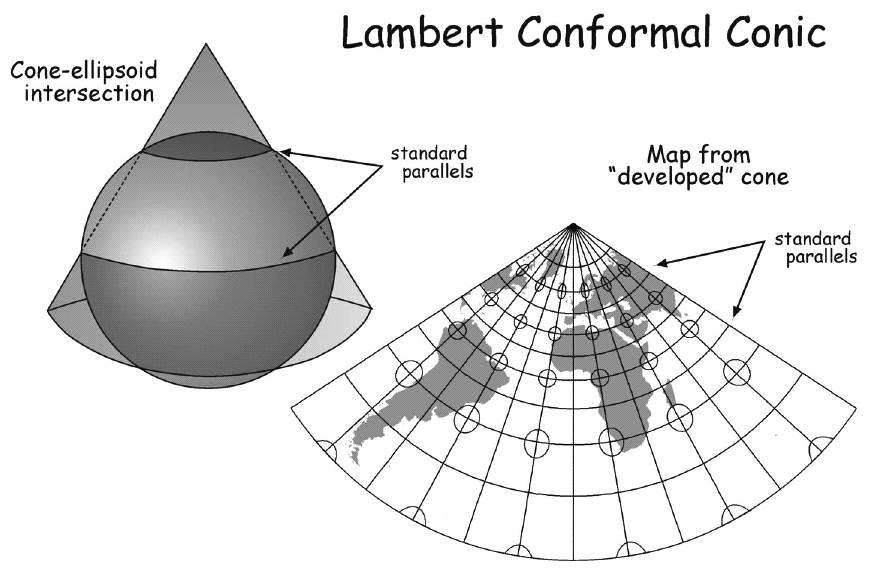 Lambert Conformal Conic
Cone-ellipsoid
intersection
standard
parallels
Map from
"developed" cone
standard
parallels